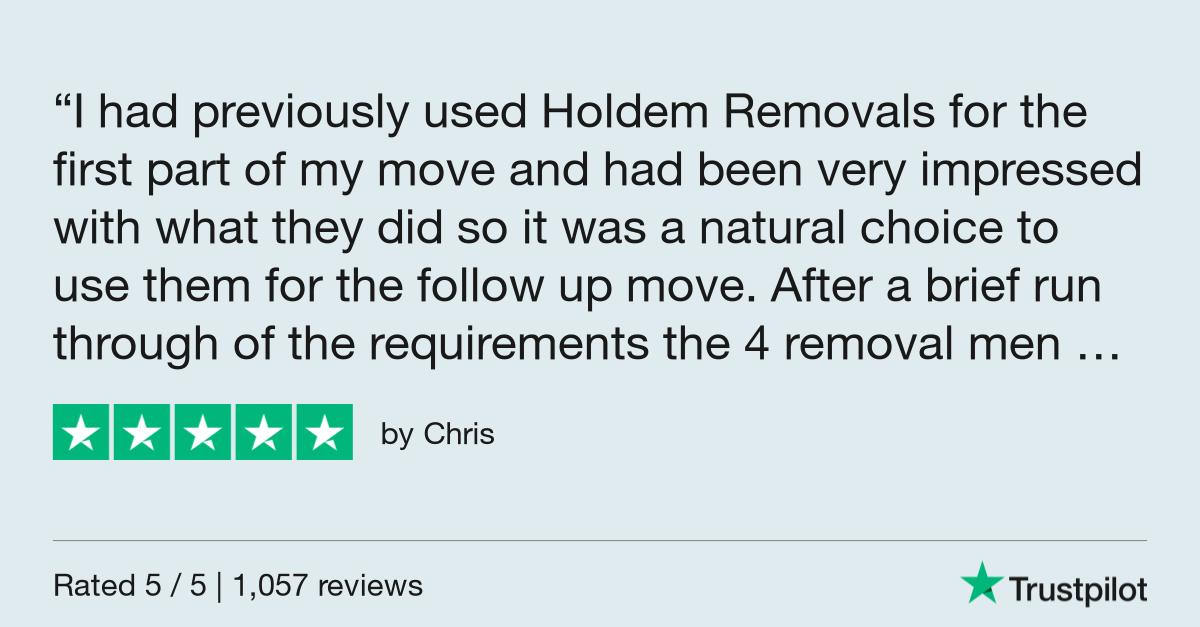 “I had previously used Holdem Removals for the
first part of my move and had been very impressed
with what they did so it was a natural choice to
use them for the follow up move. After a brief run
through of the requirements the 4 removal men …
by Chris
Rated 5 / 5 | 1,057 reviews
Trustpilot